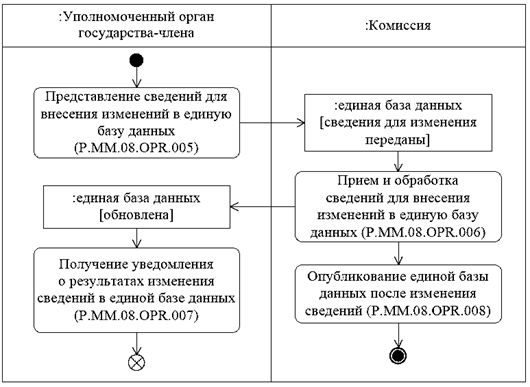 :Уполномоченный орган
государства-члена
:Комиссия
Представление сведений для
внесения изменений в единую
базу данных
(P.MM.08.OPR.005)
:единая база данных
[сведения для изменения
переданы]
Прием и обработка
сведений для внесения
изменений в единую базу
данных (P.MM.08.OPR.006)
:единая база данных
[обновлена]
Получение уведомления
о результатах изменения
сведений в единой базе данных
(P.MM.08.OPR.007)
Опубликование единой базы
данных после изменения
сведений (P.MM.08.OPR.008)